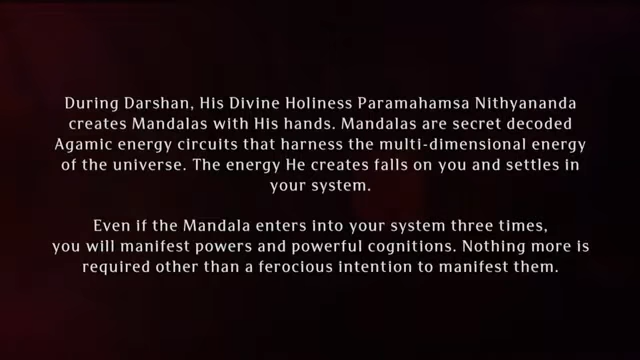 During Darshan, His Divine Holiness Paramahamsa Nithyananda
creates Mandalas with His hands. Mandalas are secret decoded
Agamic energy circuits that harness the multi-dimensional energy
of the universe. The energy He creates falls on you and settles in
your system.
Even if the Mandala enters into your system three times,
you will manifest powers and powerful cognitions. Nothing more is
required other than a ferocious intention to manifest them.